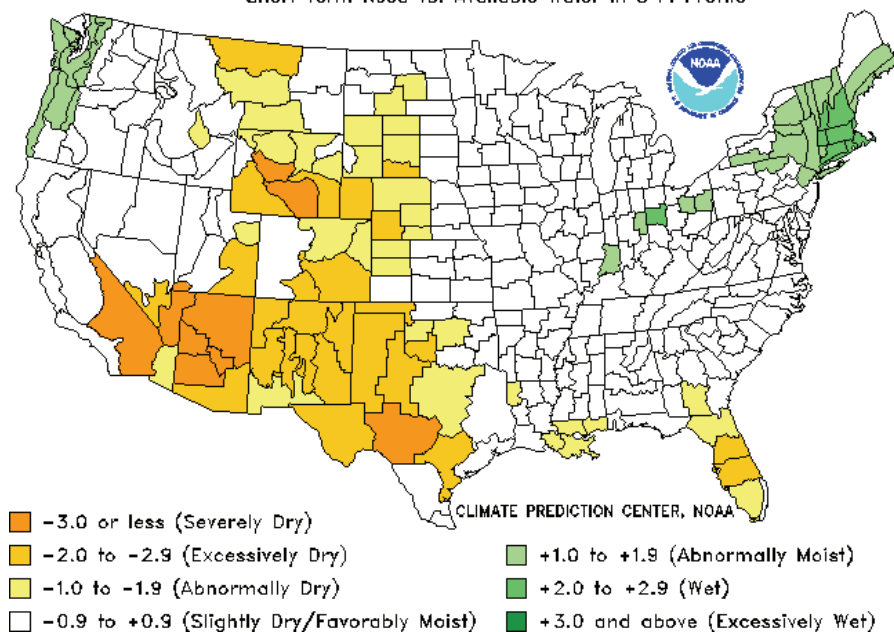 NOAA
CLIMATE PREDICTION CENTER, NOAA
-3.0 or less (Severely Dry)
-2.0 to -2.9 (Excessively Dry)
-1.0 to -1.9 (Abnormally Dry)
-0.9 to +0.9 (Slightly Dry/Favorably Moist)
+1.0 to +1.9 (Abnormally Moist)
+2.0 to +2.9 (Wet)
+3.0 and above (Excessively Wet)